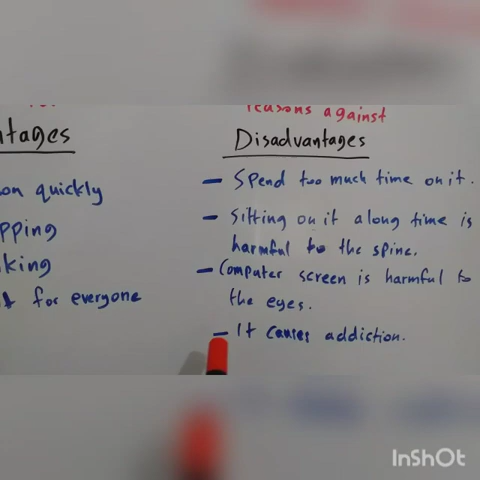 reasons against
ntages
Disadvantages
on quickly
- Spend too much time on it.
pping
- Sitting on it a long time is
harmful to the spine.
king
- Computer screen is harmful to
the eyes.
t for everyone
- It causes addiction.
InShOt